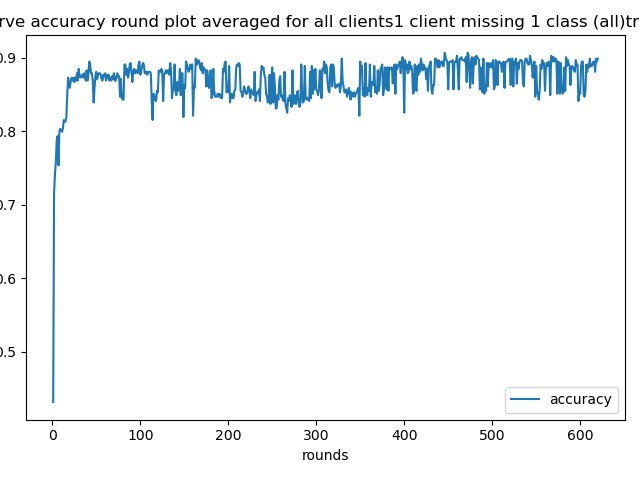 rve accuracy round plot averaged for all clients1 client missing 1 class (all)tr
0.9
0.8
0.7
0.6
0.5
0 100 200 300 400 500 600
rounds
accuracy